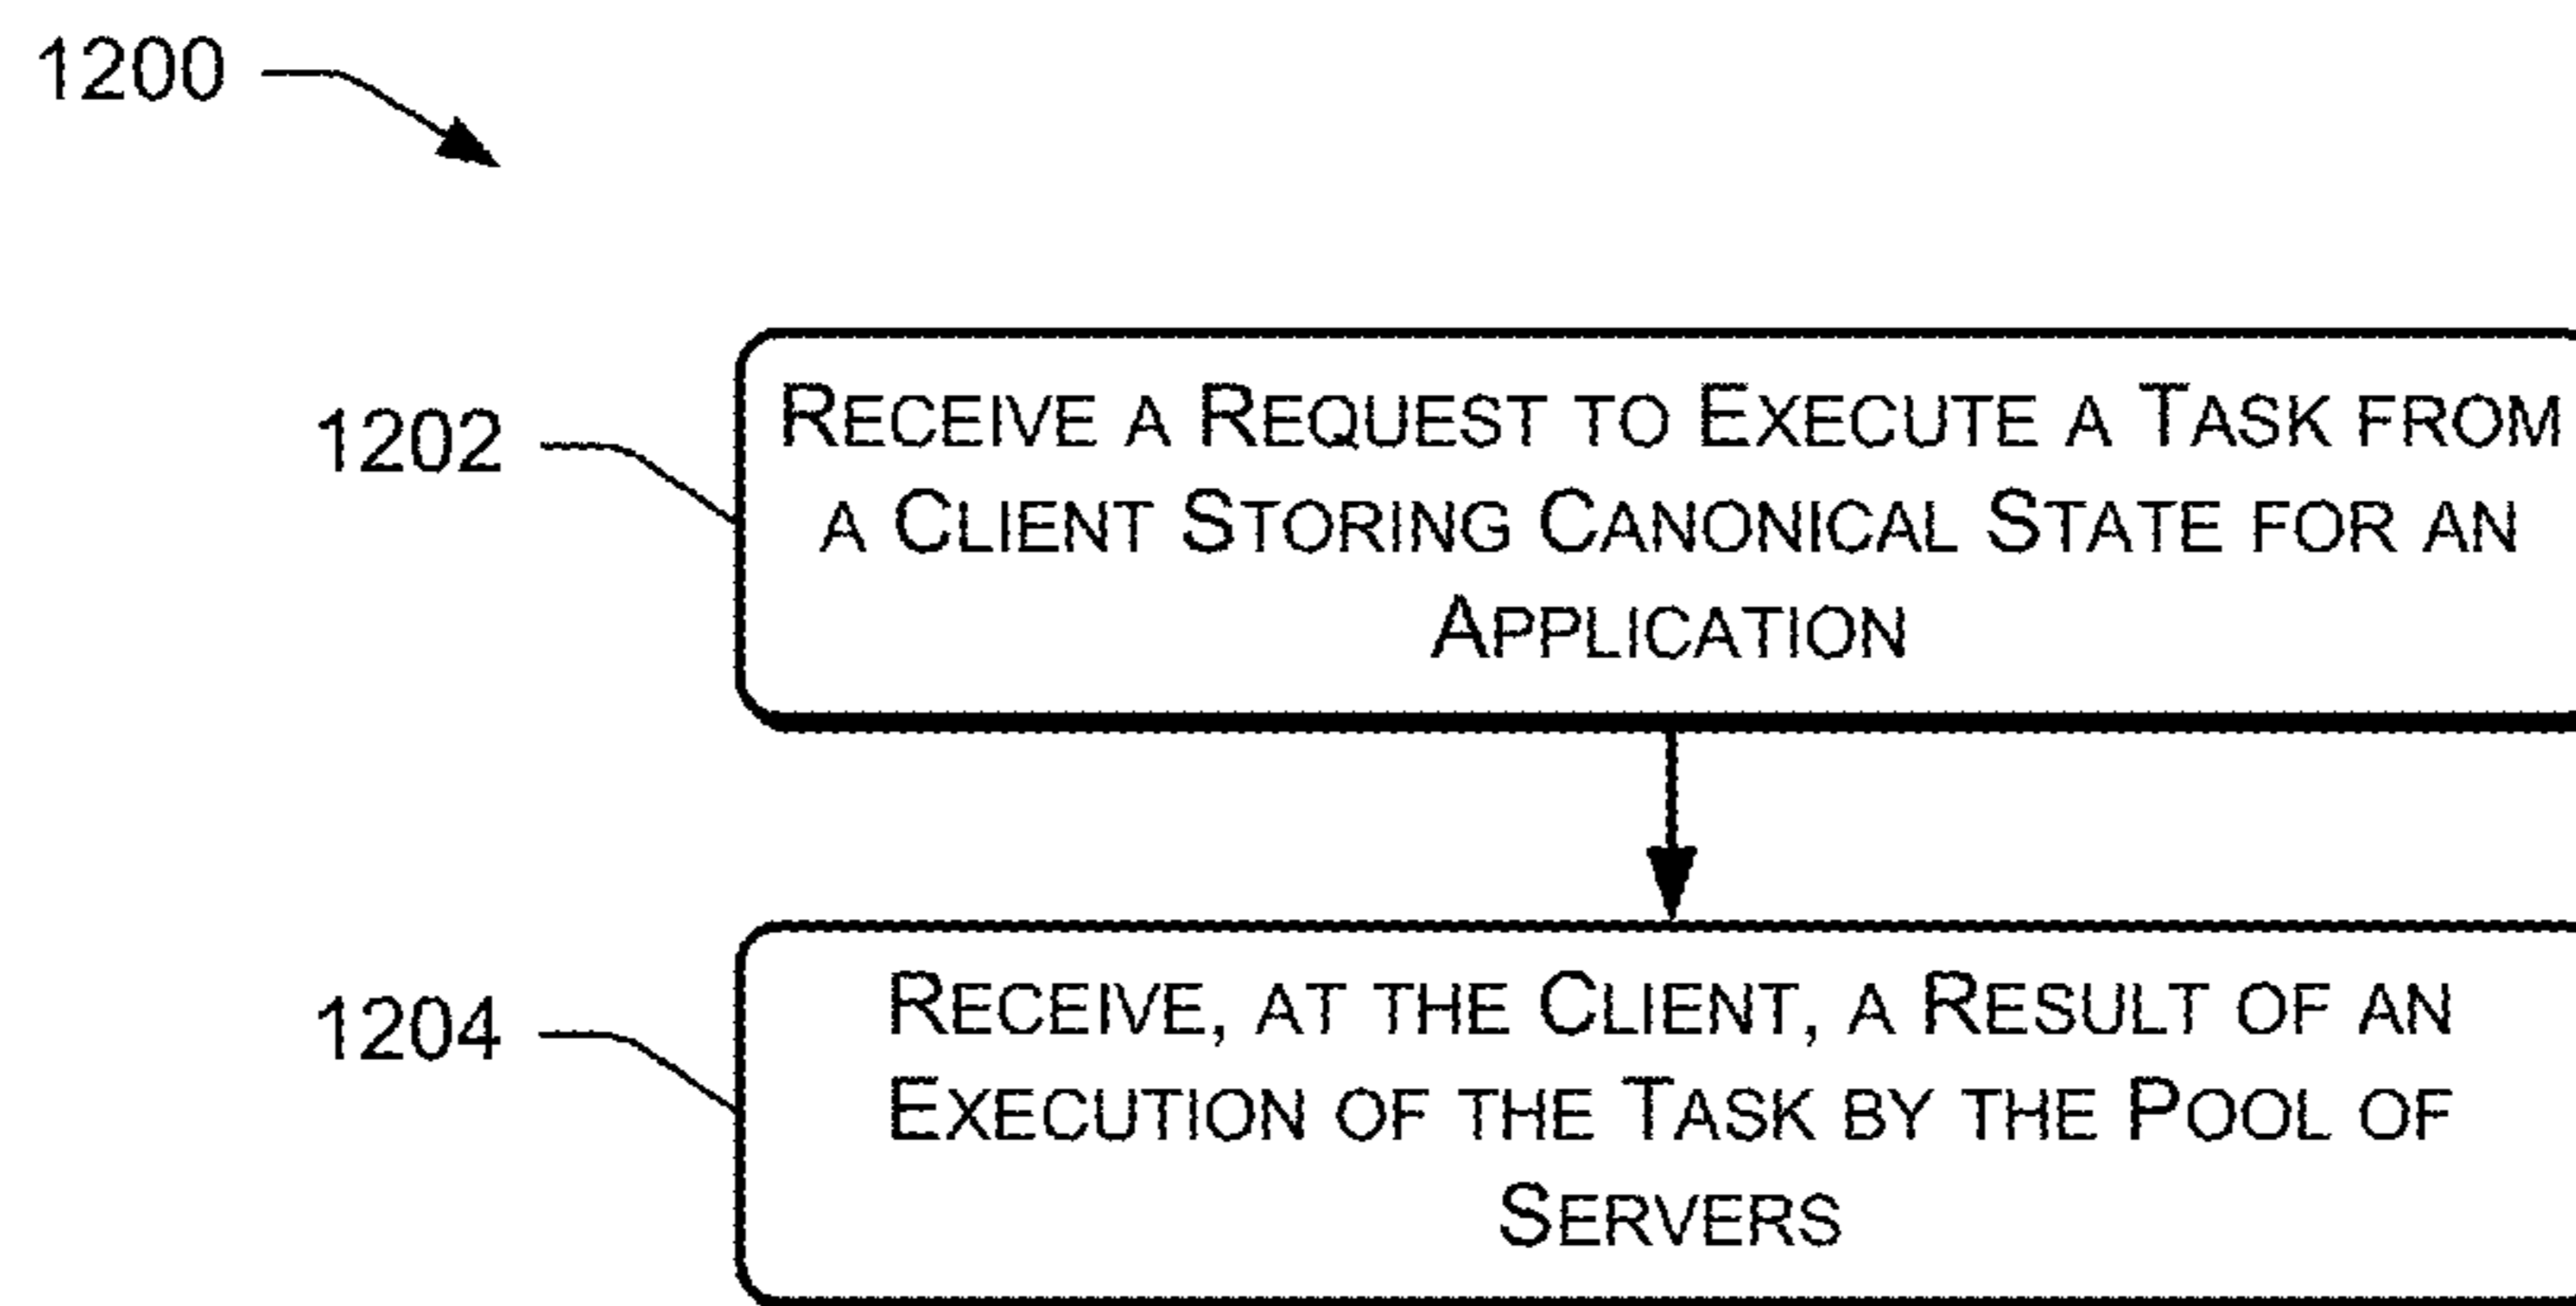 1200
1202
RECEIVE A REQUEST TO EXECUTE A TASK FROM
A CLIENT STORING CANONICAL STATE FOR AN
APPLICATION
1204
RECEIVE, AT THE CLIENT, A RESULT OF AN
EXECUTION OF THE TASK BY THE POOL OF
SERVERS